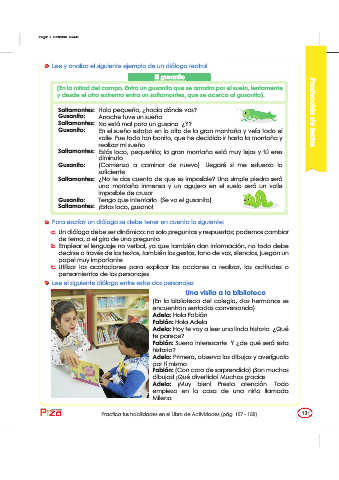 Lee y analiza el siguiente ejemplo de un diálogo teatral
El gusanito
(En la mitad del campo. Entra un gusanito que se arrastra por el suelo, lentamente
y desde el otro extremo entra un saltamontes, que se acerca al gusanito).
Saltamontes: Hola pequeño, ¿hacia dónde vas?
Gusanito: Anoche tuve un sueño
Saltamontes: No está mal para un gusano ¿Y?
Gusanito: En el sueño estaba en lo alto de la gran montaña y veía todo el
valle. Fue todo tan bonito, que he decidido ir hasta la montaña y
realizar mi sueño
Saltamontes: Estás loco, pequeñito; la gran montaña está muy lejos y tú eres
diminuto
Gusanito: (Comienza a caminar de nuevo) Llegaré si me esfuerzo lo
suficiente
Saltamontes: ¿No te das cuenta de que es imposible? Una simple piedra será
una montaña inmensa y un agujero en el suelo será un valle
imposible de cruzar
Gusanito: Tengo que intentarlo (Se va el gusanito)
Saltamontes: ¡Estás loco, gusano!
Producción de textos
Para escribir un diálogo se debe tener en cuenta lo siguiente:
a. Un diálogo debe ser dinámico: no solo preguntas y respuestas; podemos cambiar
de tema, o el giro de una pregunta
b. Emplear el lenguaje no verbal, ya que también dan información, no todo debe
decirse a través de los textos, también los gestos, tono de voz, silencios, juegan un
papel muy importante
c. Utilizar las acotaciones para explicar las acciones a realizar, las actitudes o
pensamientos de los personajes
Lee el siguiente diálogo entre estos dos personajes
Una visita a la biblioteca
(En la biblioteca del colegio, dos hermanos se
encuentran sentados conversando)
Adela: Hola Fabián
Fabián: Hola Adela
Adela: Hoy te voy a leer una linda historia ¿Qué
te parece?
Fabián: Suena interesante Y ¿de qué será esta
historia?
Adela: Primero, observa los dibujos y averígualo
por ti mismo
Fabián: (Con cara de sorprendido) ¡Son muchos
dibujos! ¡Qué divertido! Muchas gracias
Adela: ¡Muy bien! Presta atención Todo
empieza en la casa de una niña llamada
Milena
Practica tus habilidades en el Libro de Actividades (pág. 157 - 158)